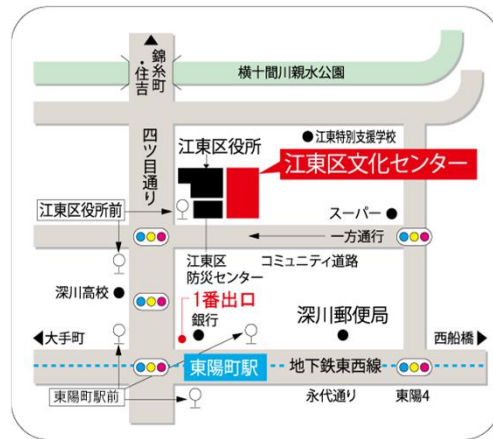 錦糸町
・住吉
横十間川親水公園
四ツ目通り
江東区役所
江東特別支援学校
江東区文化センター
江東区役所前
スーパー
一方通行
江東区
防災センター
コミュニティ道路
深川高校
1番出口
銀行
深川郵便局
大手町
西船橋
東陽町駅
地下鉄東西線
東陽町駅前
永代通り
東陽4